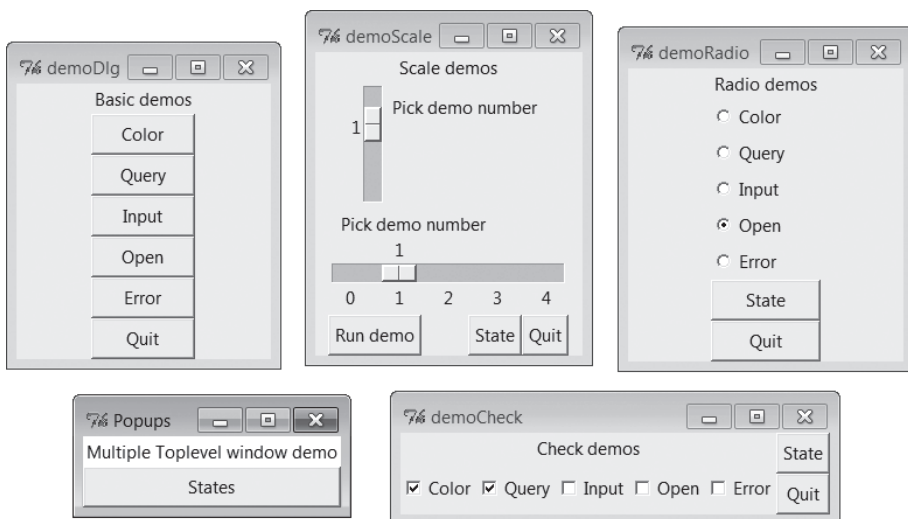 demoDlg
Basic demos
Color
Query
Input
Open
Error
Quit
demoScale
Scale demos
1
Pick demo number
Pick demo number
1
0 1 2 3 4
Run demo State Quit
demoRadio
Radio demos
Color
Query
Input
Open
Error
State
Quit
Popups
Multiple Toplevel window demo
States
demoCheck
Check demos
State
Color Query Input Open Error
Quit